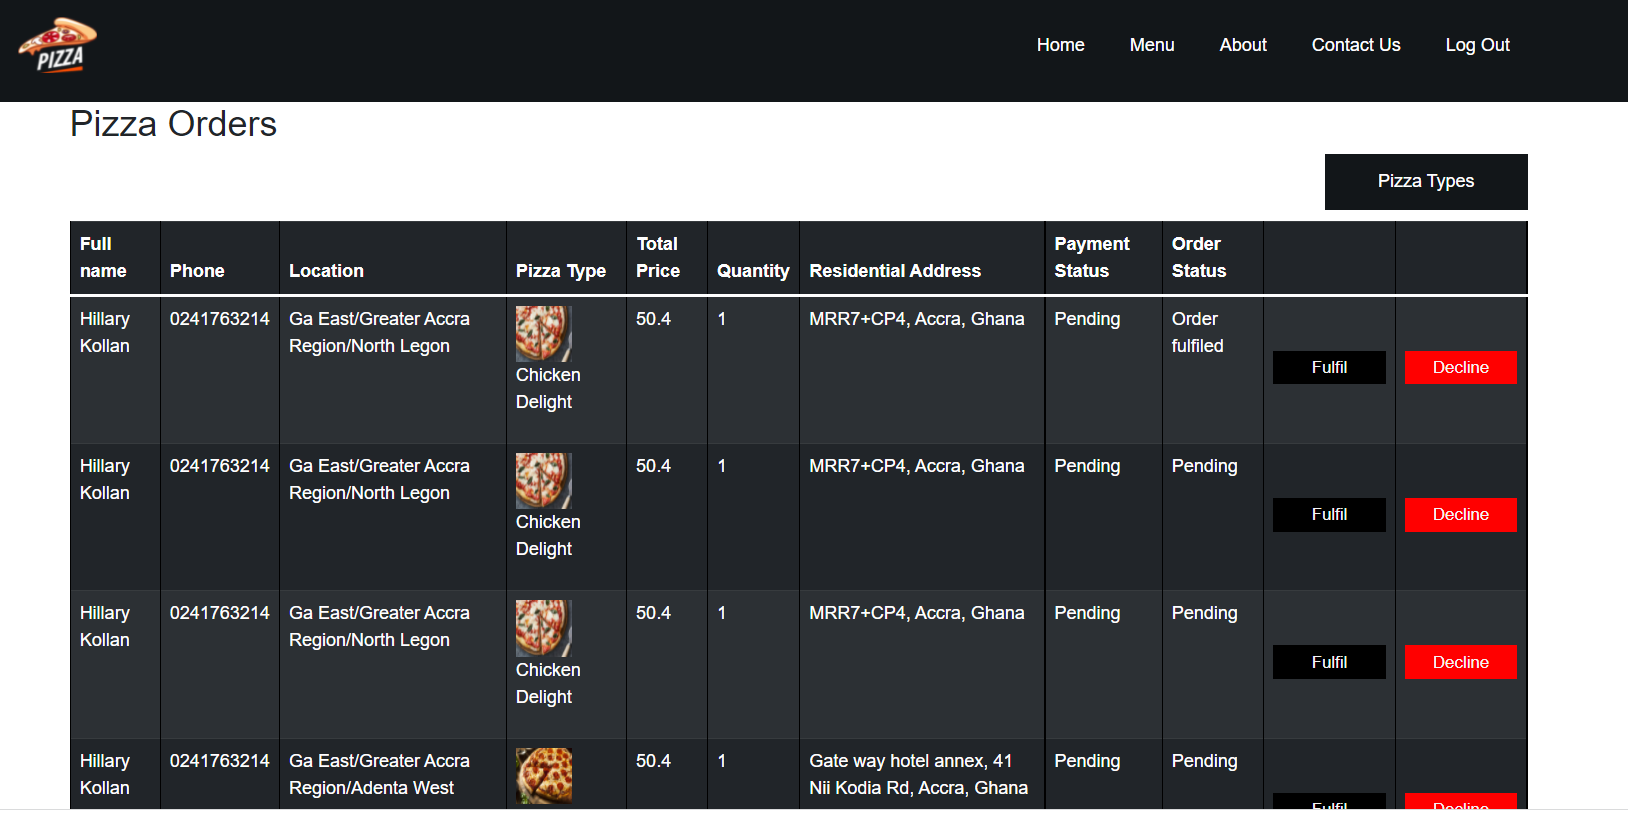 PIZZA
Home Menu About Contact Us Log Out
Pizza Orders
Pizza Types
Full name Phone Location Pizza Type Total Price Quantity Residential Address Payment Status Order Status
Hillary Kollan 0241763214 Ga East/Greater Accra Region/North Legon Chicken Delight 50.4 1 MRR7+CP4, Accra, Ghana Pending Order fulfiled Fulfil Decline
Hillary Kollan 0241763214 Ga East/Greater Accra Region/North Legon Chicken Delight 50.4 1 MRR7+CP4, Accra, Ghana Pending Pending Fulfil Decline
Hillary Kollan 0241763214 Ga East/Greater Accra Region/North Legon Chicken Delight 50.4 1 MRR7+CP4, Accra, Ghana Pending Pending Fulfil Decline
Hillary Kollan 0241763214 Ga East/Greater Accra Region/Adenta West 50.4 1 Gate way hotel annex, 41 Nii Kodia Rd, Accra, Ghana Pending Pending Fulfil Decline